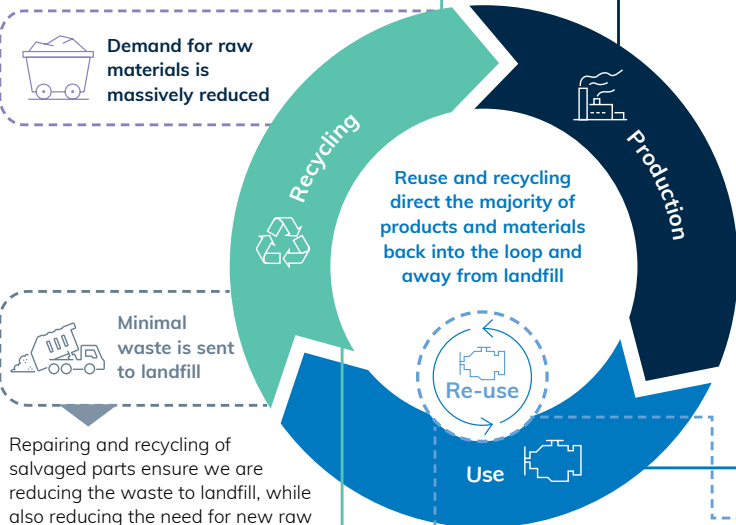 Demand for raw
materials is
massively reduced
Recycling
Production
Reuse and recycling
direct the majority of
products and materials
back into the loop and
away from landfill
Minimal
waste is sent
to landfill
Re-use
Use
Repairing and recycling of
salvaged parts ensure we are
reducing the waste to landfill, while
also reducing the need for new raw